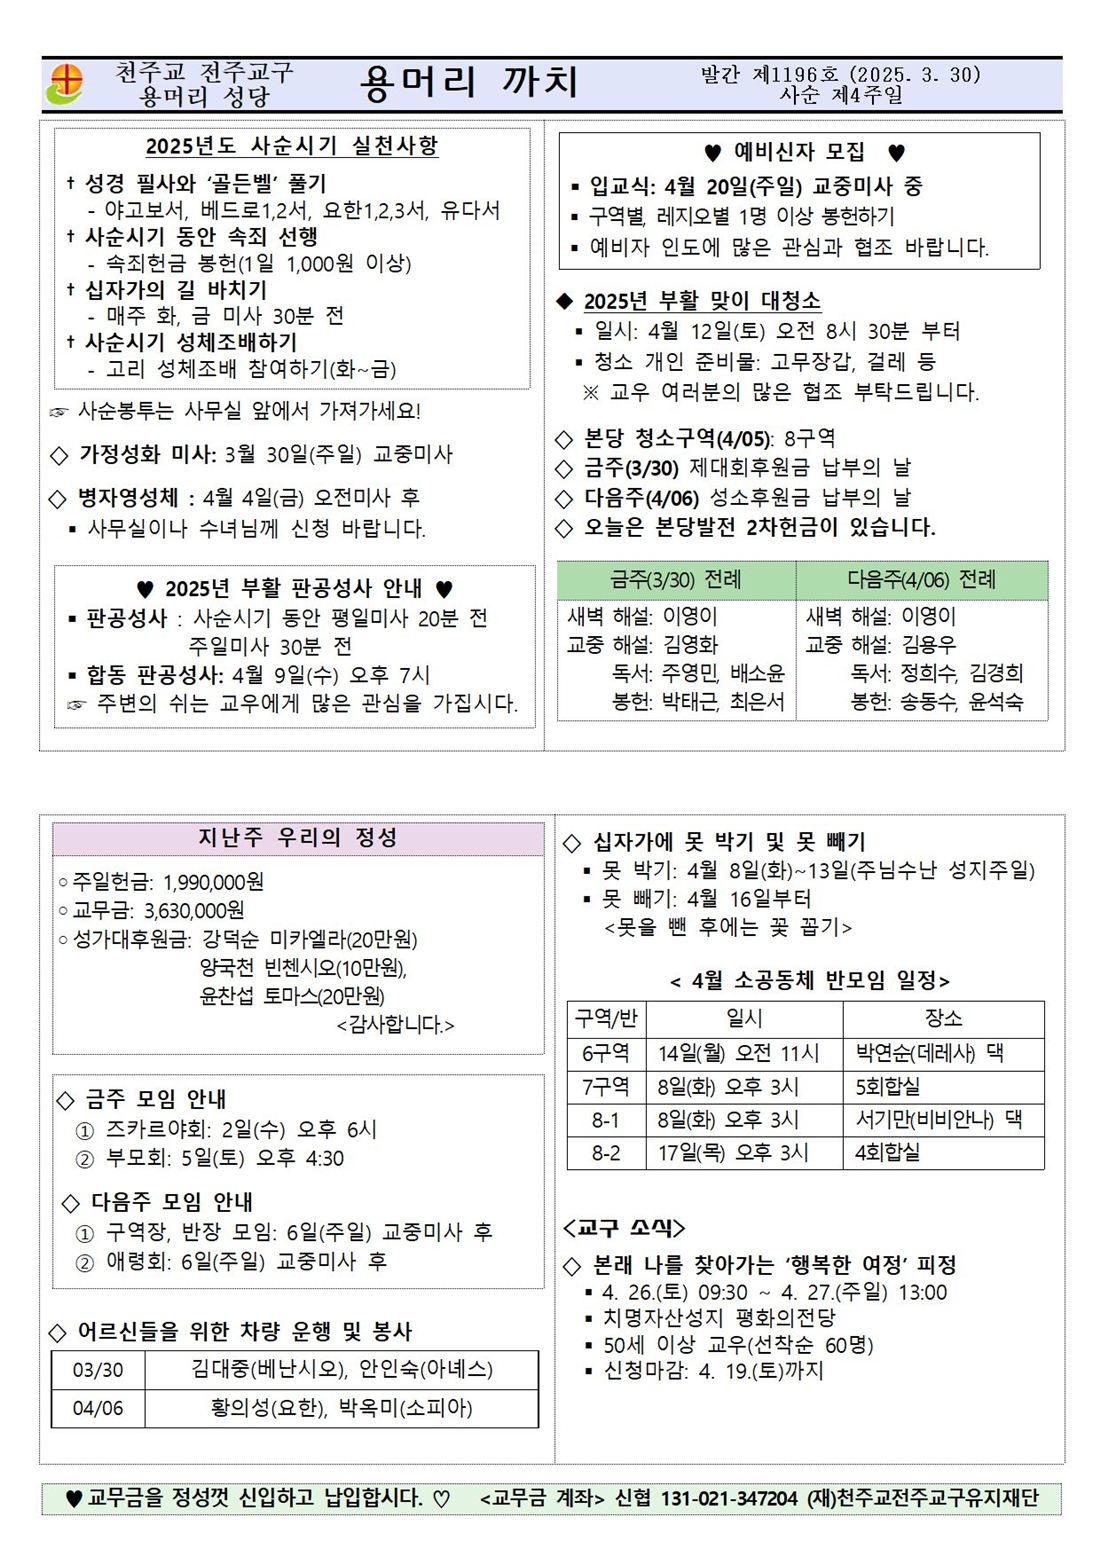 천주교 전주교구
용머리 성당
용머리 까치
발간 제1196호 (2025. 3. 30)
사순 제4주일
2025년도 사순시기 실천사항
† 성경 필사와 ‘골든벨’ 풀기
- 야고보서, 베드로1,2서, 요한1,2,3서, 유다서
† 사순시기 동안 속죄 선행
- 속죄헌금 봉헌(1일 1,000원 이상)
† 십자가의 길 바치기
- 매주 화, 금 미사 30분 전
† 사순시기 성체조배하기
- 고리 성체조배 참여하기(화~금)
☞ 사순봉투는 사무실 앞에서 가져가세요!
◇ 가정성화 미사: 3월 30일(주일) 교중미사
◇ 병자영성체 : 4월 4일(금) 오전미사 후
▪ 사무실이나 수녀님께 신청 바랍니다.
♥ 2025년 부활 판공성사 안내 ♥
▪ 판공성사 : 사순시기 동안 평일미사 20분 전
주일미사 30분 전
▪ 합동 판공성사: 4월 9일(수) 오후 7시
☞ 주변의 쉬는 교우에게 많은 관심을 가집시다.
♥ 예비신자 모집 ♥
▪ 입교식: 4월 20일(주일) 교중미사 중
▪ 구역별, 레지오별 1명 이상 봉헌하기
▪ 예비자 인도에 많은 관심과 협조 바랍니다.
◆ 2025년 부활 맞이 대청소
▪ 일시: 4월 12일(토) 오전 8시 30분 부터
▪ 청소 개인 준비물: 고무장갑, 걸레 등
※ 교우 여러분의 많은 협조 부탁드립니다.
◇ 본당 청소구역(4/05): 8구역
◇ 금주(3/30) 제대회후원금 납부의 날
◇ 다음주(4/06) 성소후원금 납부의 날
◇ 오늘은 본당발전 2차헌금이 있습니다.
금주(3/30) 전례 다음주(4/06) 전례
새벽 해설: 이영이 새벽 해설: 이영이
교중 해설: 김영화 교중 해설: 김용우
독서: 주영민, 배소윤 독서: 정희수, 김경희
봉헌: 박태근, 최은서 봉헌: 송동수, 윤석숙
지난주 우리의 정성
○ 주일헌금: 1,990,000원
○ 교무금: 3,630,000원
○ 성가대후원금: 강덕순 미카엘라(20만원)
양국천 빈첸시오(10만원),
윤찬섭 토마스(20만원)
<감사합니다.>
◇ 금주 모임 안내
① 즈카르야회: 2일(수) 오후 6시
② 부모회: 5일(토) 오후 4:30
◇ 다음주 모임 안내
① 구역장, 반장 모임: 6일(주일) 교중미사 후
② 애령회: 6일(주일) 교중미사 후
◇ 어르신들을 위한 차량 운행 및 봉사
03/30 김대중(베난시오), 안인숙(아녜스)
04/06 황의성(요한), 박옥미(소피아)
◇ 십자가에 못 박기 및 못 빼기
▪ 못 박기: 4월 8일(화)~13일(주님수난 성지주일)
▪ 못 빼기: 4월 16일부터
<못을 뺀 후에는 꽃 꼽기>
< 4월 소공동체 반모임 일정>
구역/반 일시 장소
6구역 14일(월) 오전 11시 박연순(데레사) 댁
7구역 8일(화) 오후 3시 5회합실
8-1 8일(화) 오후 3시 서기만(비비안나) 댁
8-2 17일(목) 오후 3시 4회합실
<교구 소식>
◇ 본래 나를 찾아가는 ‘행복한 여정’ 피정
▪ 4. 26.(토) 09:30 ~ 4. 27.(주일) 13:00
▪ 치명자산성지 평화의전당
▪ 50세 이상 교우(선착순 60명)
▪ 신청마감: 4. 19.(토)까지
♥ 교무금을 정성껏 신입하고 납입합시다. ♡ <교무금 계좌> 신협 131-021-347204 (재)천주교전주교구유지재단